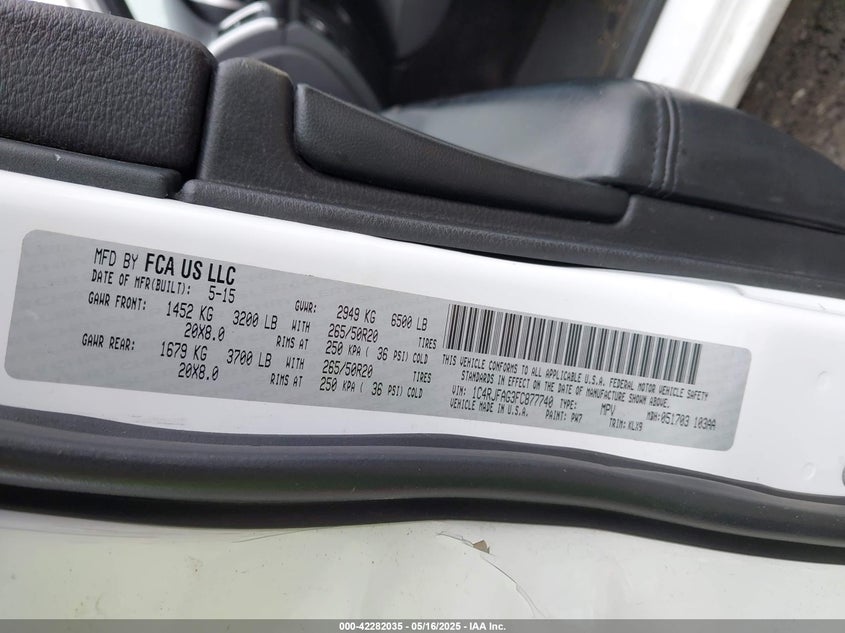 MFD BY FCA US LLC
DATE OF MFR(BUILT): 5-15 GVWR: 2949 KG 6500 LB
GAWR FRONT: 1452 KG 3200 LB WITH 265/50R20 TIRES
20X8.0 RIMS AT 250 KPA ( 36 PSI) COLD
GAWR REAR: 1679 KG 3700 LB WITH 265/50R20 TIRES
20X8.0 RIMS AT 250 KPA ( 36 PSI) COLD
THIS VEHICLE CONFORMS TO ALL APPLICABLE U.S.A. FEDERAL MOTOR VEHICLE SAFETY
STANDARDS IN EFFECT ON THE DATE OF MANUFACTURE SHOWN ABOVE.
VIN: 1C4RJFAG3FC877740 TYPE: MPV MRH:051703 103AA
VEHICLE MADE IN U.S.A. PAINT: PW7 TRIM: KLX9
000-42282035 - 05/16/2025 - IAA Inc.